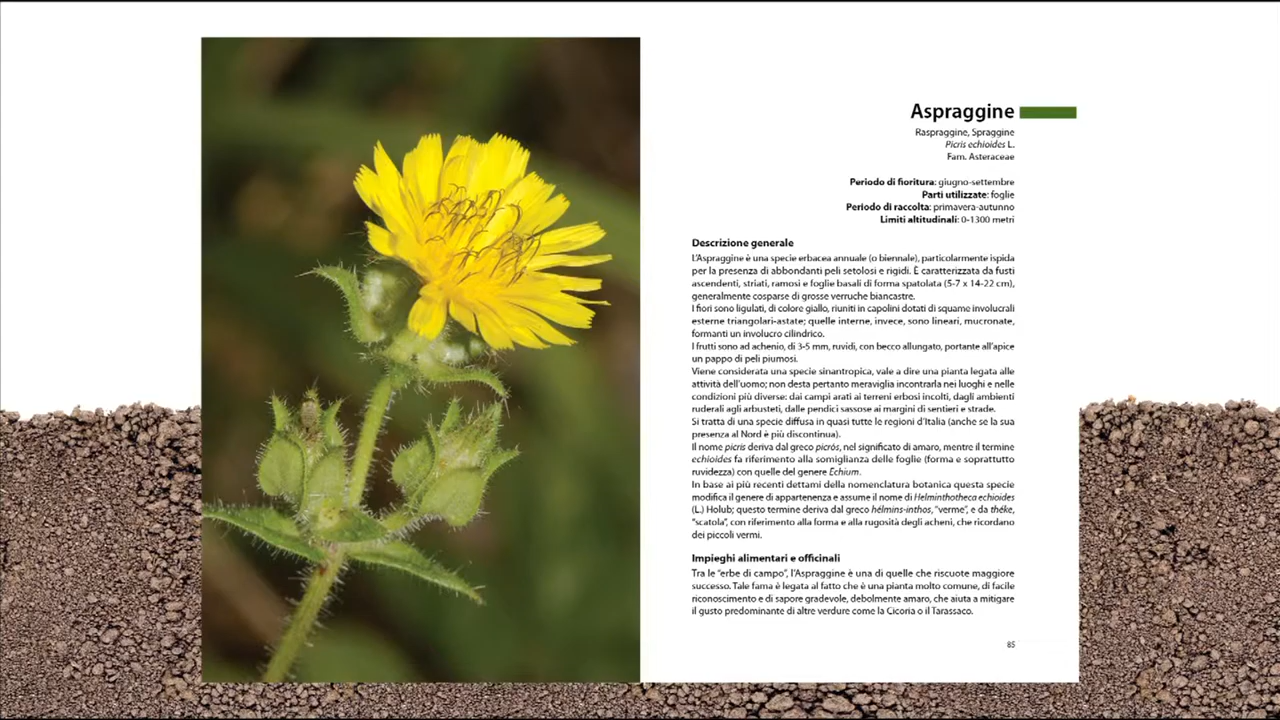 Aspraggine
Raspraggine, Spraggine
Picris echioides L.
Fam. Asteraceae
Periodo di fioritura: giugno-settembre
Parti utilizzate: foglie
Periodo di raccolta: primavera-autunno
Limiti altitudinali: 0-1300 metri
Descrizione generale
L'Aspraggine è una specie erbacea annuale (o biennale), particolarmente ispida
per la presenza di abbondanti peli setolosi e rigidi. È caratterizzata da fusti
ascendenti, striati, ramosi e foglie basali di forma spatolata (5-7 x 14-22 cm),
generalmente cosparse di grosse verruche biancastre.
I fiori sono ligulati, di colore giallo, riuniti in capolini dotati di squame involucrali
esterne triangolari-astate; quelle interne, invece, sono lineari, mucronate,
formanti un involucro cilindrico.
I frutti sono ad achenio, di 3-5 mm, ruvidi, con becco allungato, portante all'apice
un pappo di peli piumosi.
Viene considerata una specie sinantropica, vale a dire una pianta legata alle
attività dell'uomo; non desta pertanto meraviglia incontrarla nei luoghi e nelle
condizioni più diverse: dai campi arati ai terreni erbosi incolti, dagli ambienti
ruderali agli arbusteti, dalle pendici sassose ai margini di sentieri e strade.
Si tratta di una specie diffusa in quasi tutte le regioni d'Italia (anche se la sua
presenza al Nord è più discontinua).
Il nome picris deriva dal greco picròs, nel significato di amaro, mentre il termine
echioides fa riferimento alla somiglianza delle foglie (forma e soprattutto
ruvidezza) con quelle del genere Echium.
In base ai più recenti dettami della nomenclatura botanica questa specie
modifica il genere di appartenenza e assume il nome di Helminthotheca echioides
(L.) Holub; questo termine deriva dal greco hélmins-inthos, "verme", e da théke,
"scatola", con riferimento alla forma e alla rugosità degli acheni, che ricordano
dei piccoli vermi.
Impieghi alimentari e officinali
Tra le "erbe di campo", l'Aspraggine è una di quelle che riscuote maggiore
successo. Tale fama è legata al fatto che è una pianta molto comune, di facile
riconoscimento e di sapore gradevole, debolmente amaro, che aiuta a mitigare
il gusto predominante di altre verdure come la Cicoria o il Tarassaco.
85